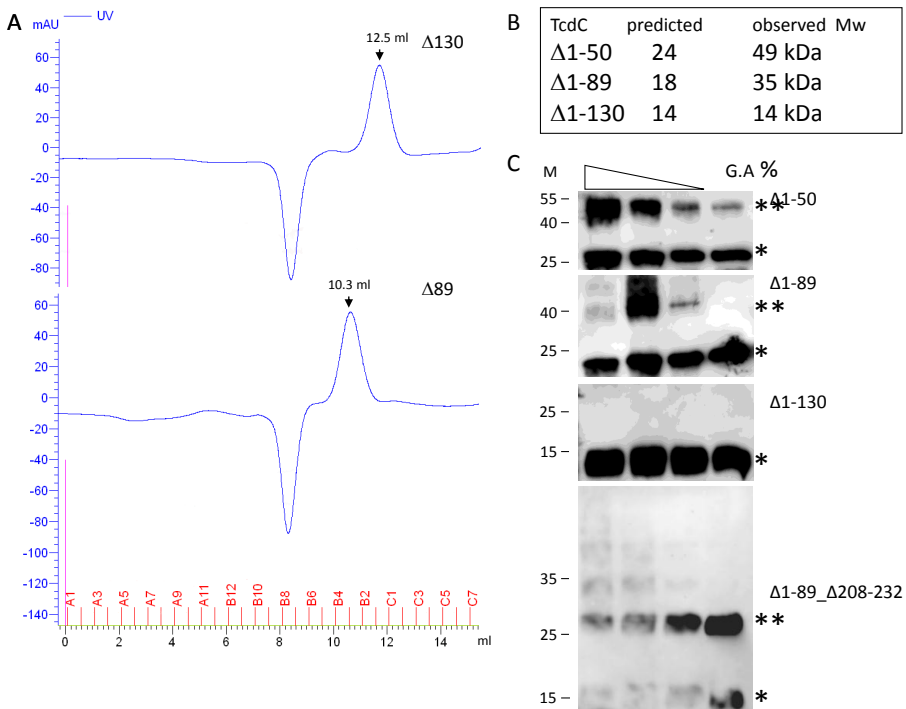 A
mAU
UV
12.5 ml
Δ130
60
40
20
0
-20
-40
-60
-80
10.3 ml
Δ89
60
40
20
0
-20
-40
-60
-80
-100
-120
-140
A1 A3 A5 A7 A9 A11 B12 B10 B8 B6 B4 B2 C1 C3 C5 C7
0 2 4 6 8 10 12 14 ml
B
TcdC predicted observed Mw
Δ1-50 24 49 kDa
Δ1-89 18 35 kDa
Δ1-130 14 14 kDa
C
M G.A %
55
Δ1-50
**
40
*
25
Δ1-89
40 **
25 *
Δ1-130
25
15 *
35
Δ1-89_Δ208-232
25 **
15 *